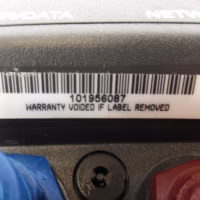 101956087
WARRANTY VOIDED IF LABEL REMOVED